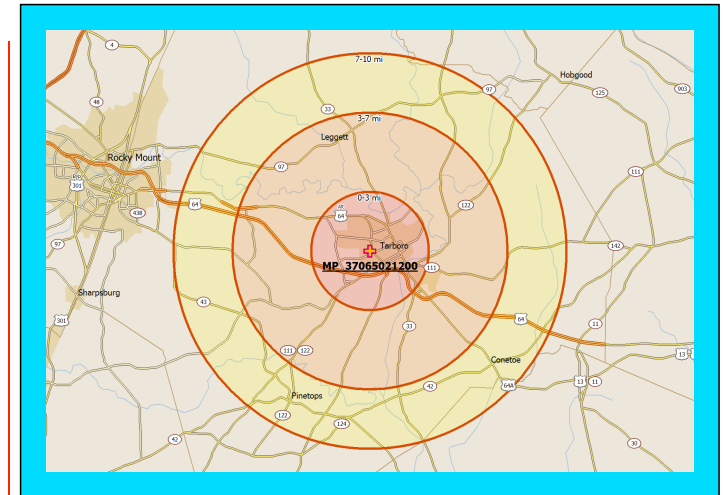 7-10 mi
4
Hobgood
97
125
903
48
33
3-7 mi
Leggett
Rocky Mount
97
111
301
0-3 mi
64
Alt
64
122
438
97
Tarboro
142
MP_37065021200
111
Sharpsburg
43
301
64
33
11
111
122
13
Conetoe
42
64A
13
11
Pinetops
122
124
42
30